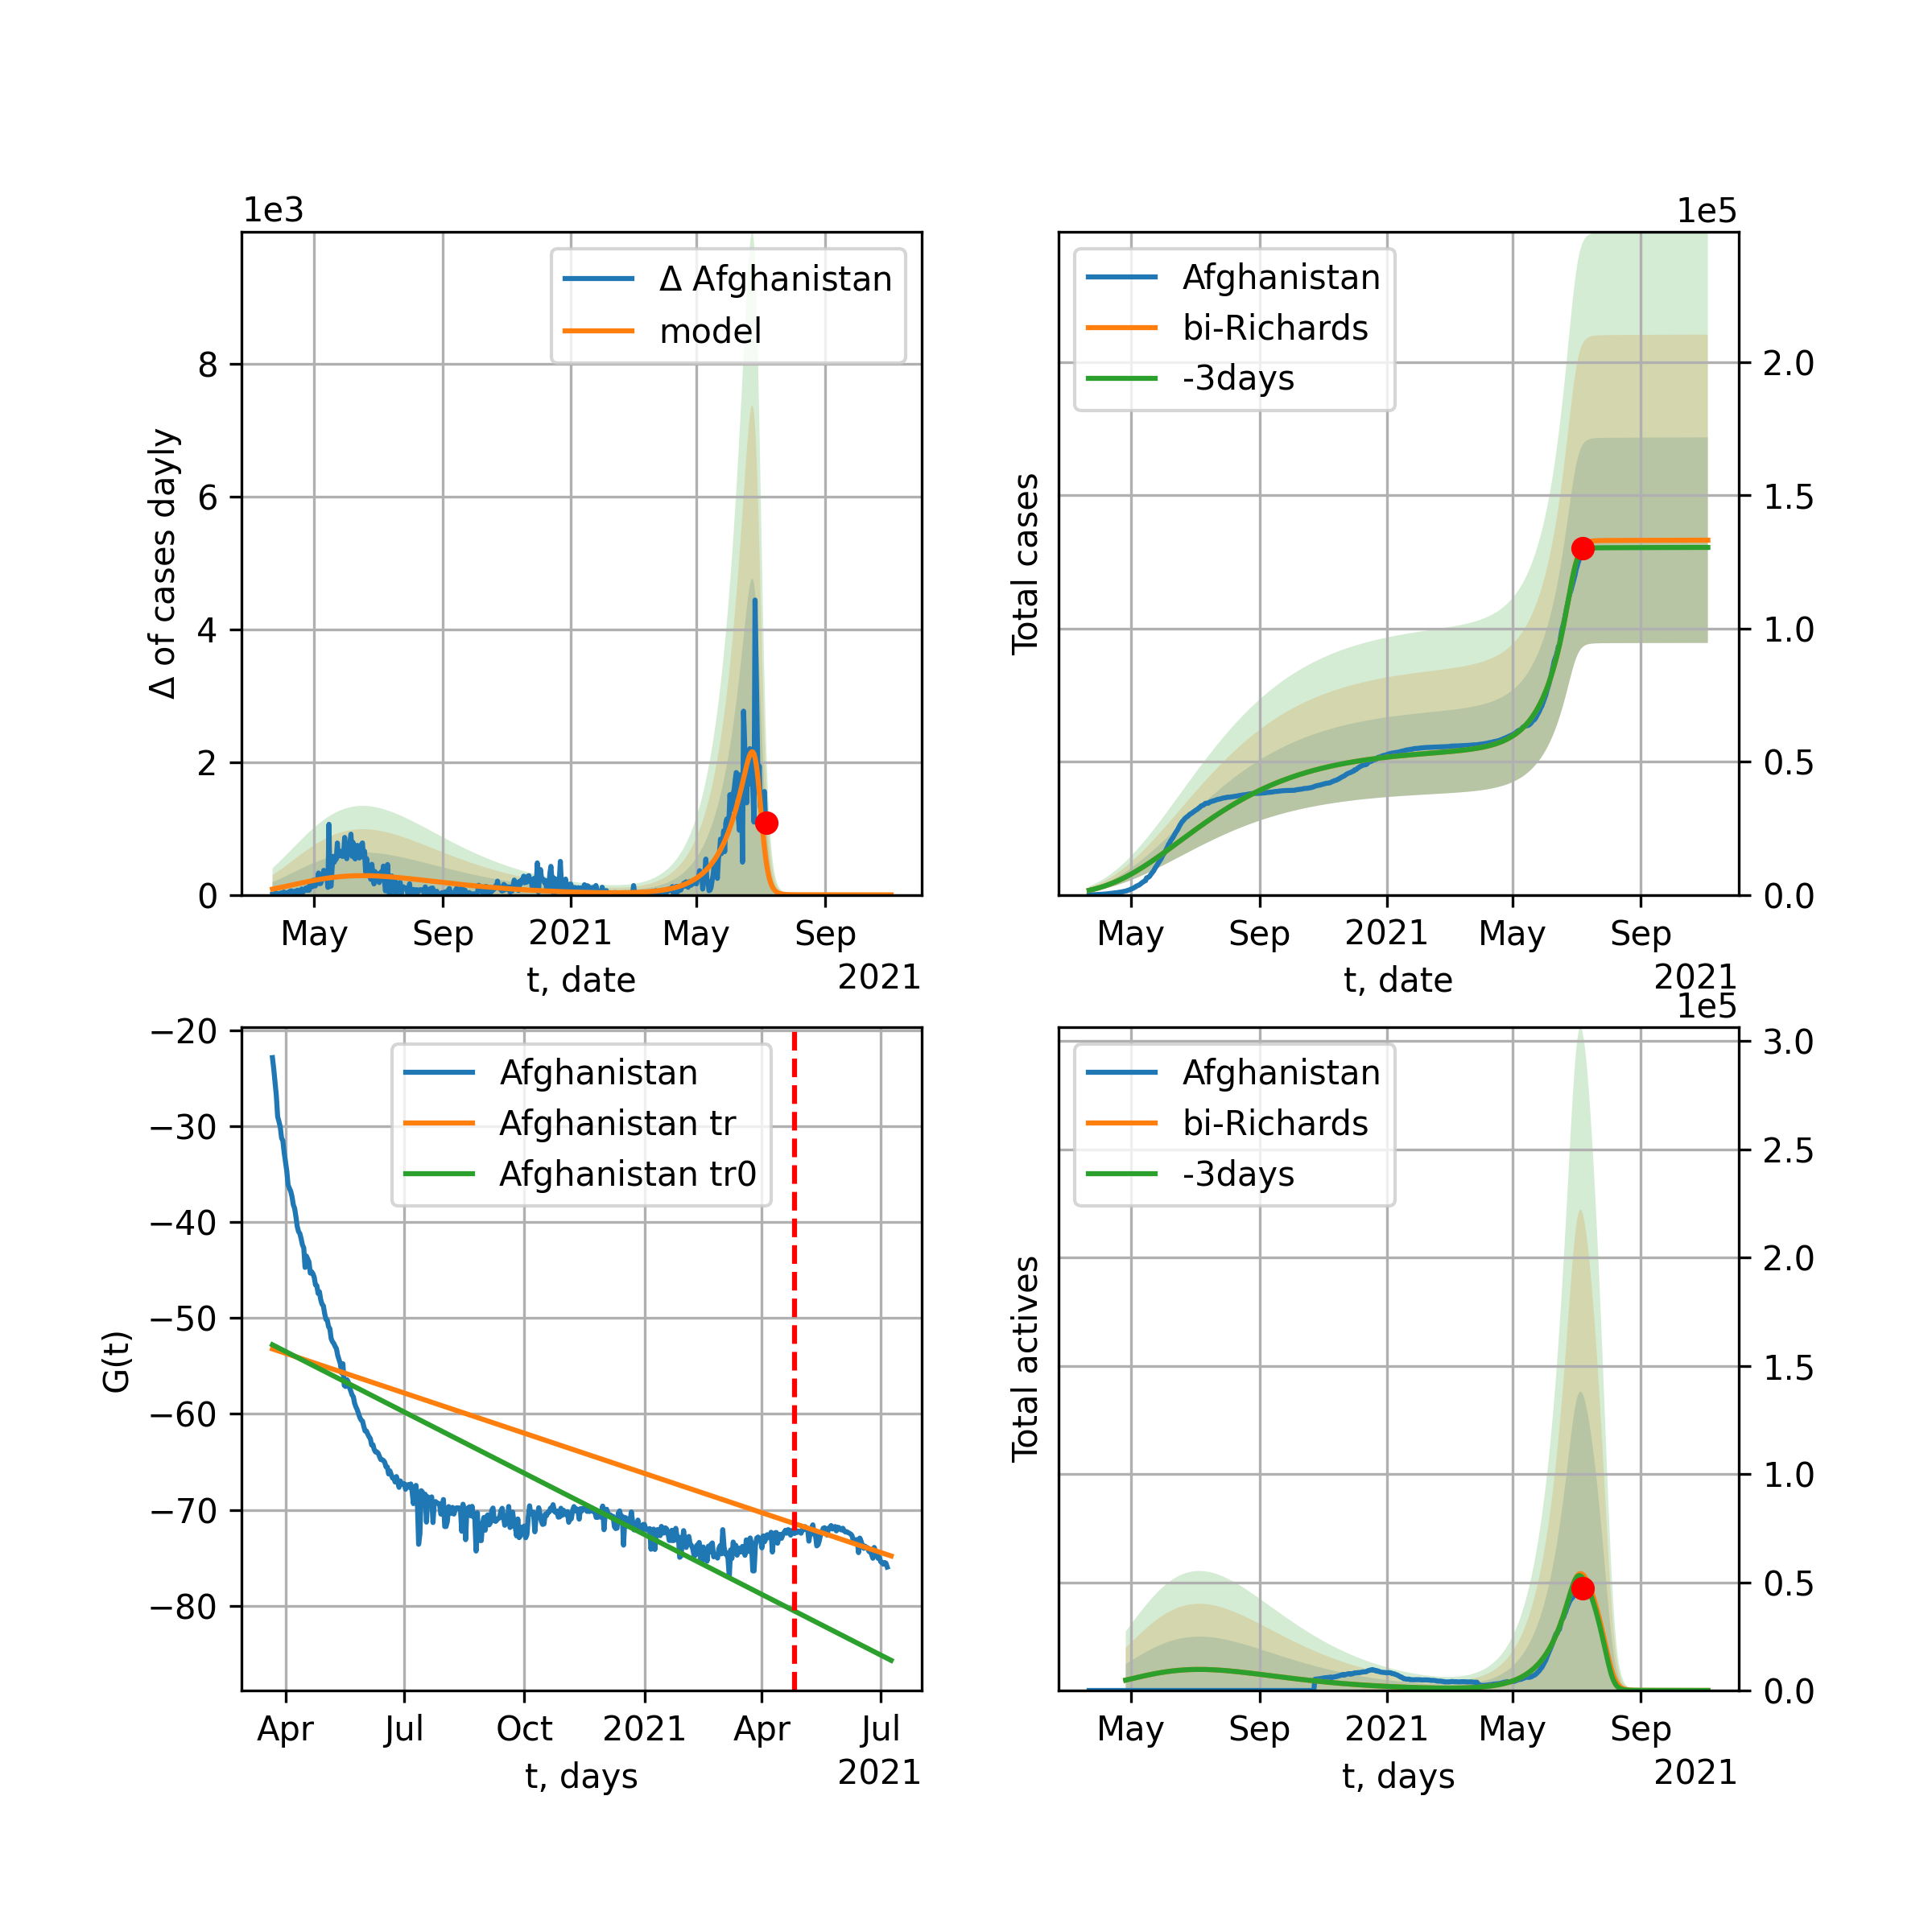 1e3
Δ Afghanistan
model
8
6
4
2
0
Δ of cases dayly
May Sep 2021 May Sep
t, date
2021
1e5
Afghanistan
bi-Richards
-3days
2.0
1.5
1.0
0.5
0.0
Total cases
May Sep 2021 May Sep
t, date
2021
−20
−30
−40
−50
−60
−70
−80
G(t)
Afghanistan
Afghanistan tr
Afghanistan tr0
Apr Jul Oct 2021 Apr Jul
t, days
2021
1e5
Afghanistan
bi-Richards
-3days
3.0
2.5
2.0
1.5
1.0
0.5
0.0
Total actives
May Sep 2021 May Sep
t, days
2021